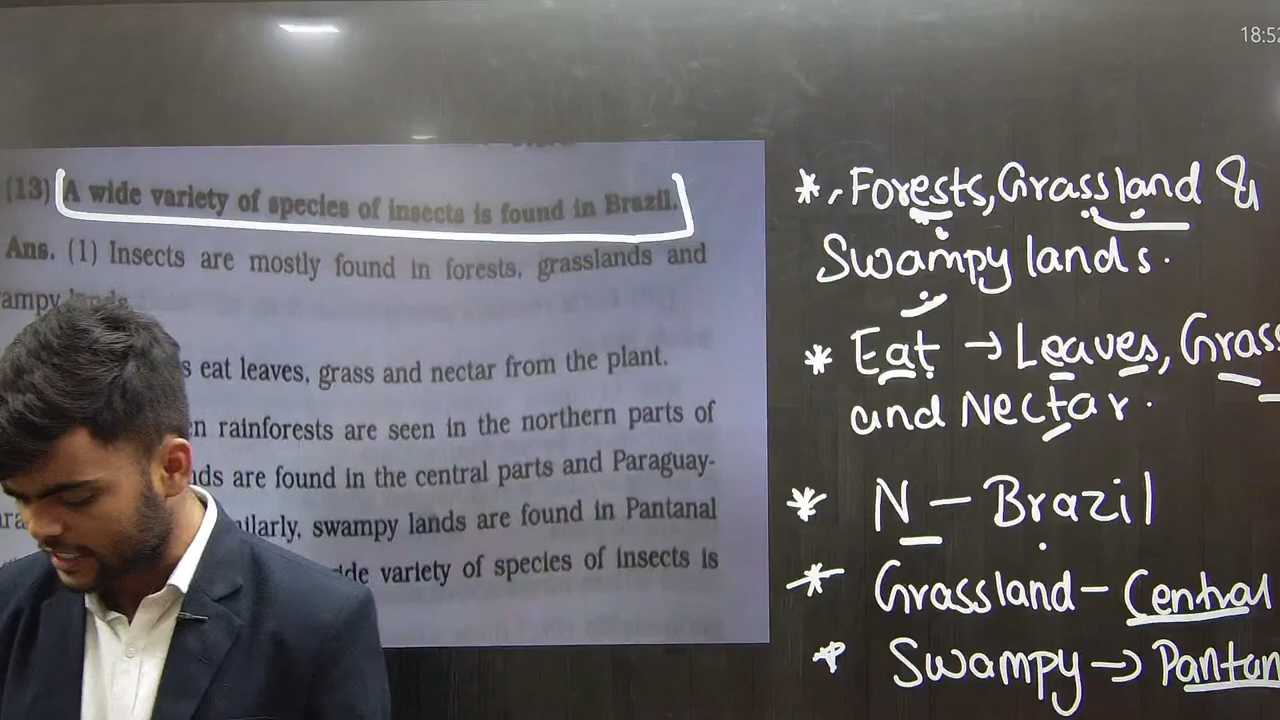 18:52
(13) A wide variety of species of insects is found in Brazil.
Ans. (1) Insects are mostly found in forests, grasslands and
ampy lands
s eat leaves, grass and nectar from the plant.
en rainforests are seen in the northern parts of
nds are found in the central parts and Paraguay-
ilarly, swampy lands are found in Pantanal
ide variety of species of insects is
* Forests, Grassland &
Swampy lands.
* Eat → Leaves, Grass
and Nectar.
* N - Brazil
* Grassland - Central
* Swampy → Pantan